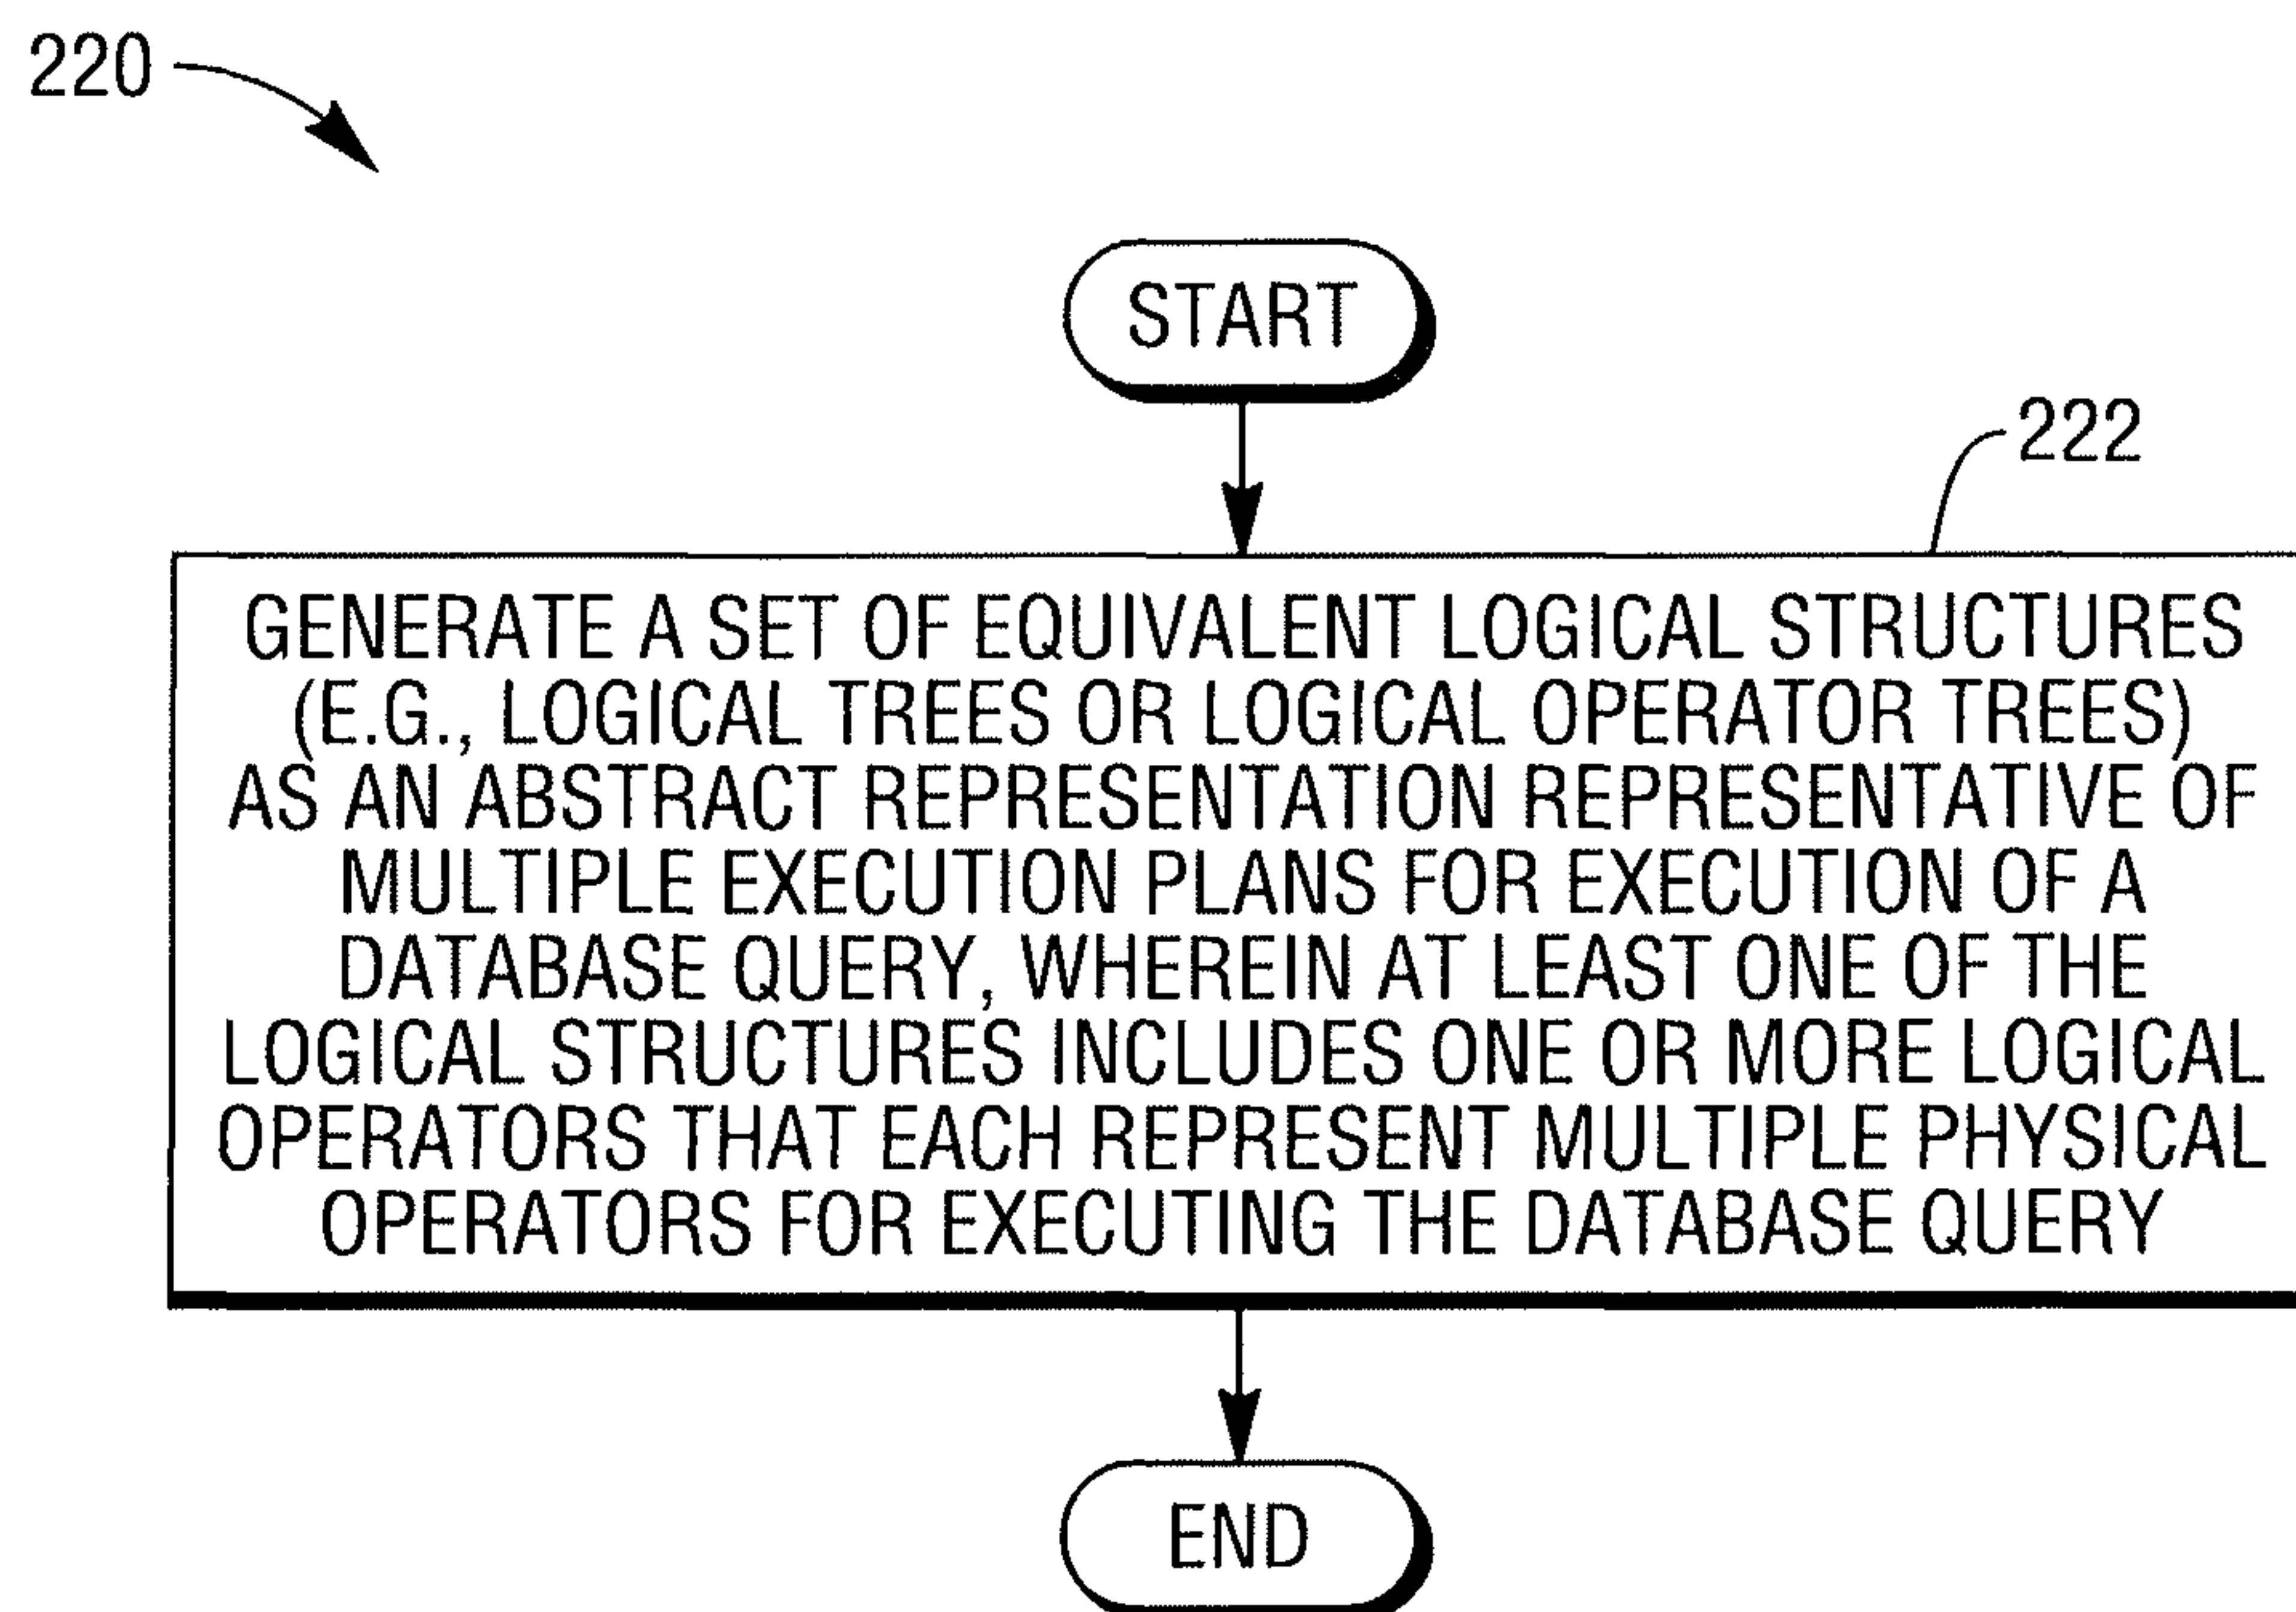 220
START
222
GENERATE A SET OF EQUIVALENT LOGICAL STRUCTURES
(E.G., LOGICAL TREES OR LOGICAL OPERATOR TREES)
AS AN ABSTRACT REPRESENTATION REPRESENTATIVE OF
MULTIPLE EXECUTION PLANS FOR EXECUTION OF A
DATABASE QUERY, WHEREIN AT LEAST ONE OF THE
LOGICAL STRUCTURES INCLUDES ONE OR MORE LOGICAL
OPERATORS THAT EACH REPRESENT MULTIPLE PHYSICAL
OPERATORS FOR EXECUTING THE DATABASE QUERY
END